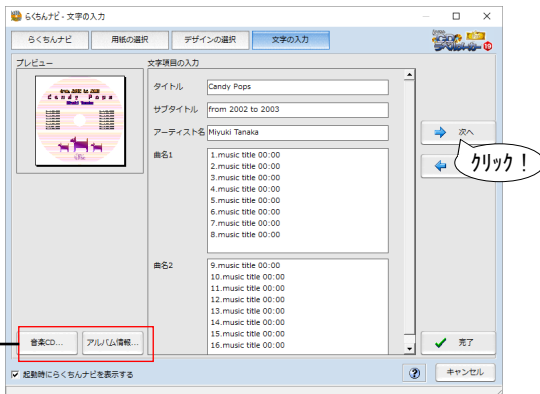 らくちんナビ - 文字の入力
らくちんナビ
用紙の選択
デザインの選択
文字の入力
プレビュー
from 2002 to 2003
Candy Pops
Miyuki Tanaka
文字項目の入力
タイトル
Candy Pops
サブタイトル
from 2002 to 2003
アーティスト名
Miyuki Tanaka
曲名1
1.music title 00:00
2.music title 00:00
3.music title 00:00
4.music title 00:00
5.music title 00:00
6.music title 00:00
7.music title 00:00
8.music title 00:00
曲名2
9.music title 00:00
10.music title 00:00
11.music title 00:00
12.music title 00:00
13.music title 00:00
14.music title 00:00
15.music title 00:00
16.music title 00:00
次へ
クリック！
音楽CD...
アルバム情報...
完了
起動時にらくちんナビを表示する
キャンセル